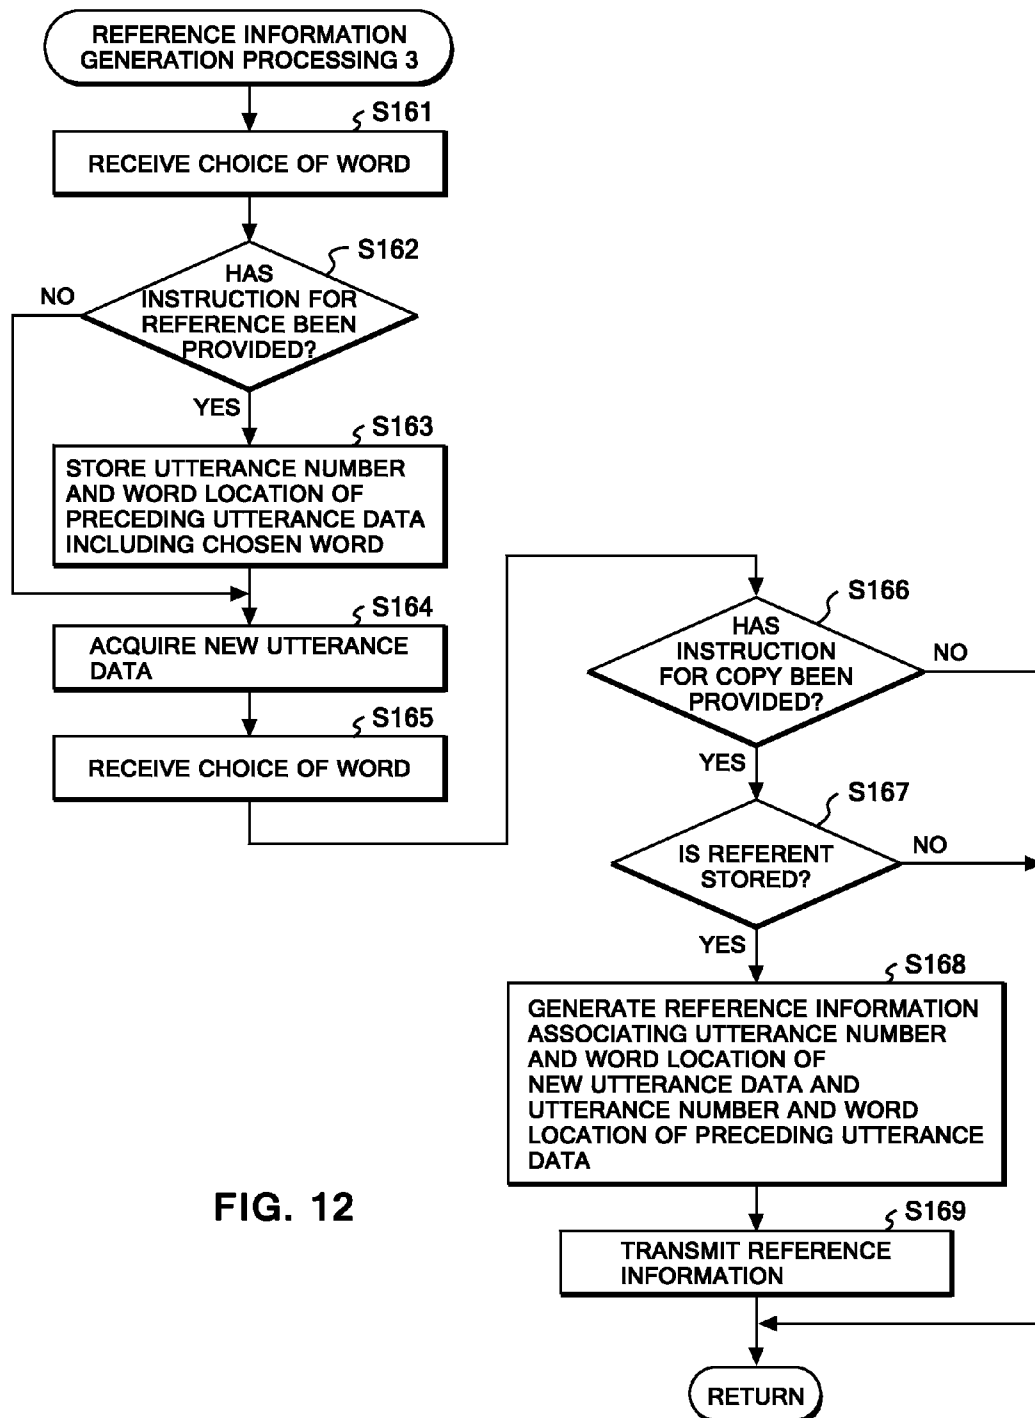 REFERENCE INFORMATION
GENERATION PROCESSING 3
S161
RECEIVE CHOICE OF WORD
S162
HAS
INSTRUCTION FOR
REFERENCE BEEN
PROVIDED?
NO
YES
S163
STORE UTTERANCE NUMBER
AND WORD LOCATION OF
PRECEDING UTTERANCE DATA
INCLUDING CHOSEN WORD
S164
ACQUIRE NEW UTTERANCE
DATA
S165
RECEIVE CHOICE OF WORD
S166
HAS
INSTRUCTION
FOR COPY BEEN
PROVIDED?
NO
YES
S167
IS REFERENT
STORED?
NO
YES
S168
GENERATE REFERENCE INFORMATION
ASSOCIATING UTTERANCE NUMBER
AND WORD LOCATION OF
NEW UTTERANCE DATA AND
UTTERANCE NUMBER AND WORD
LOCATION OF PRECEDING UTTERANCE
DATA
S169
TRANSMIT REFERENCE
INFORMATION
RETURN
FIG. 12